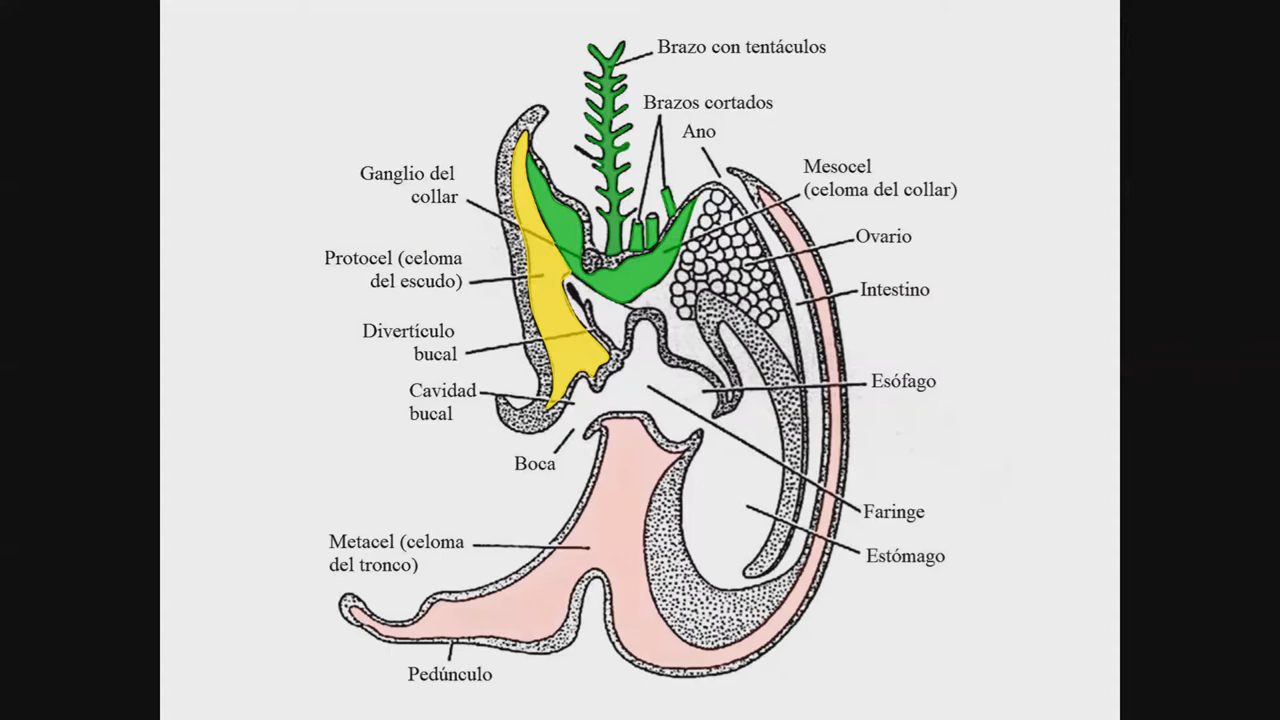 Brazo con tentáculos
Brazos cortados
Ano
Mesocel
(celoma del collar)
Ganglio del
collar
Ovario
Protocel (celoma
del escudo)
Intestino
Divertículo
bucal
Esófago
Cavidad
bucal
Boca
Faringe
Metacel (celoma
del tronco)
Estómago
Pedúnculo